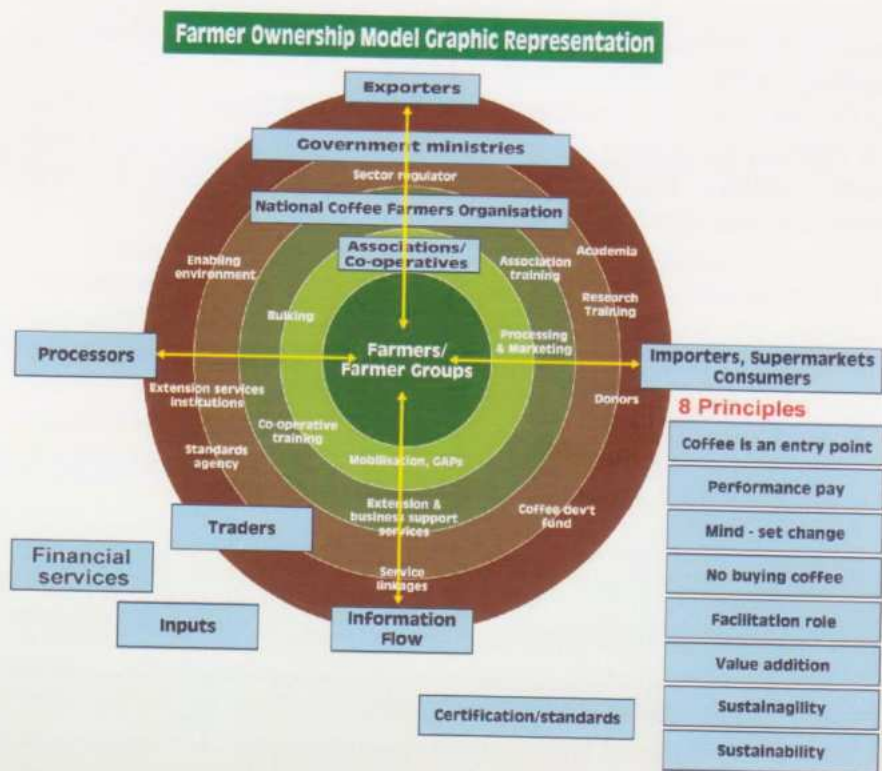 Farmer Ownership Model Graphic Representation
Exporters
Government ministries
Sector regulator
National Coffee Farmers Organisation
Associations/
Co-operatives
Enabling
environment
Association
training
Academia
Research
Training
Bulking
Processing
& Marketing
Processors
Farmers/
Farmer Groups
Importers, Supermarkets
Consumers
Extension services
institutions
Donors
Co-operative
training
Standards
agency
Mobilisation, GAPs
Extension &
business support
services
Coffee Dev't
fund
Traders
Financial
services
Service
linkages
Inputs
Information
Flow
Certification/standards
8 Principles
Coffee is an entry point
Performance pay
Mind - set change
No buying coffee
Facilitation role
Value addition
Sustainagility
Sustainability